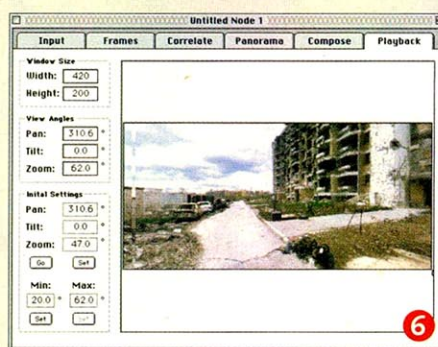 Untitled Node 1
Input Frames Correlate Panorama Compose Playback
Window Size
Width: 420
Height: 200
View Angles
Pan: 310.6 °
Tilt: 0.0 °
Zoom: 62.0 °
Inital Settings
Pan: 310.6 °
Tilt: 0.0 °
Zoom: 47.0 °
Go Set
Min: Max:
20.0 ° 62.0 °
Set Set
6